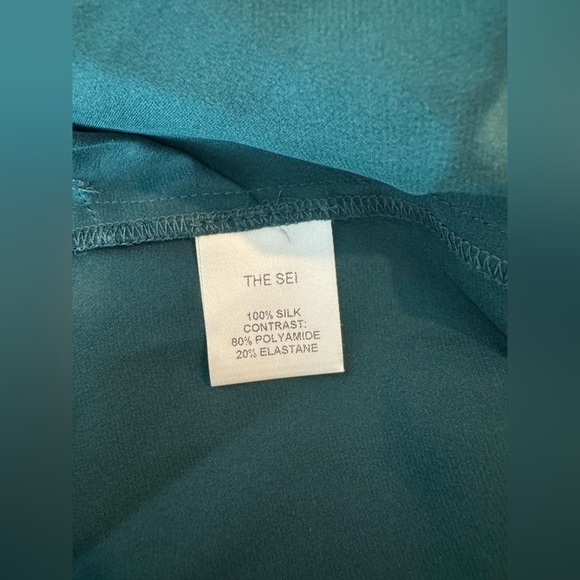 THE SEI
100% SILK
CONTRAST:
80% POLYAMIDE
20% ELASTANE